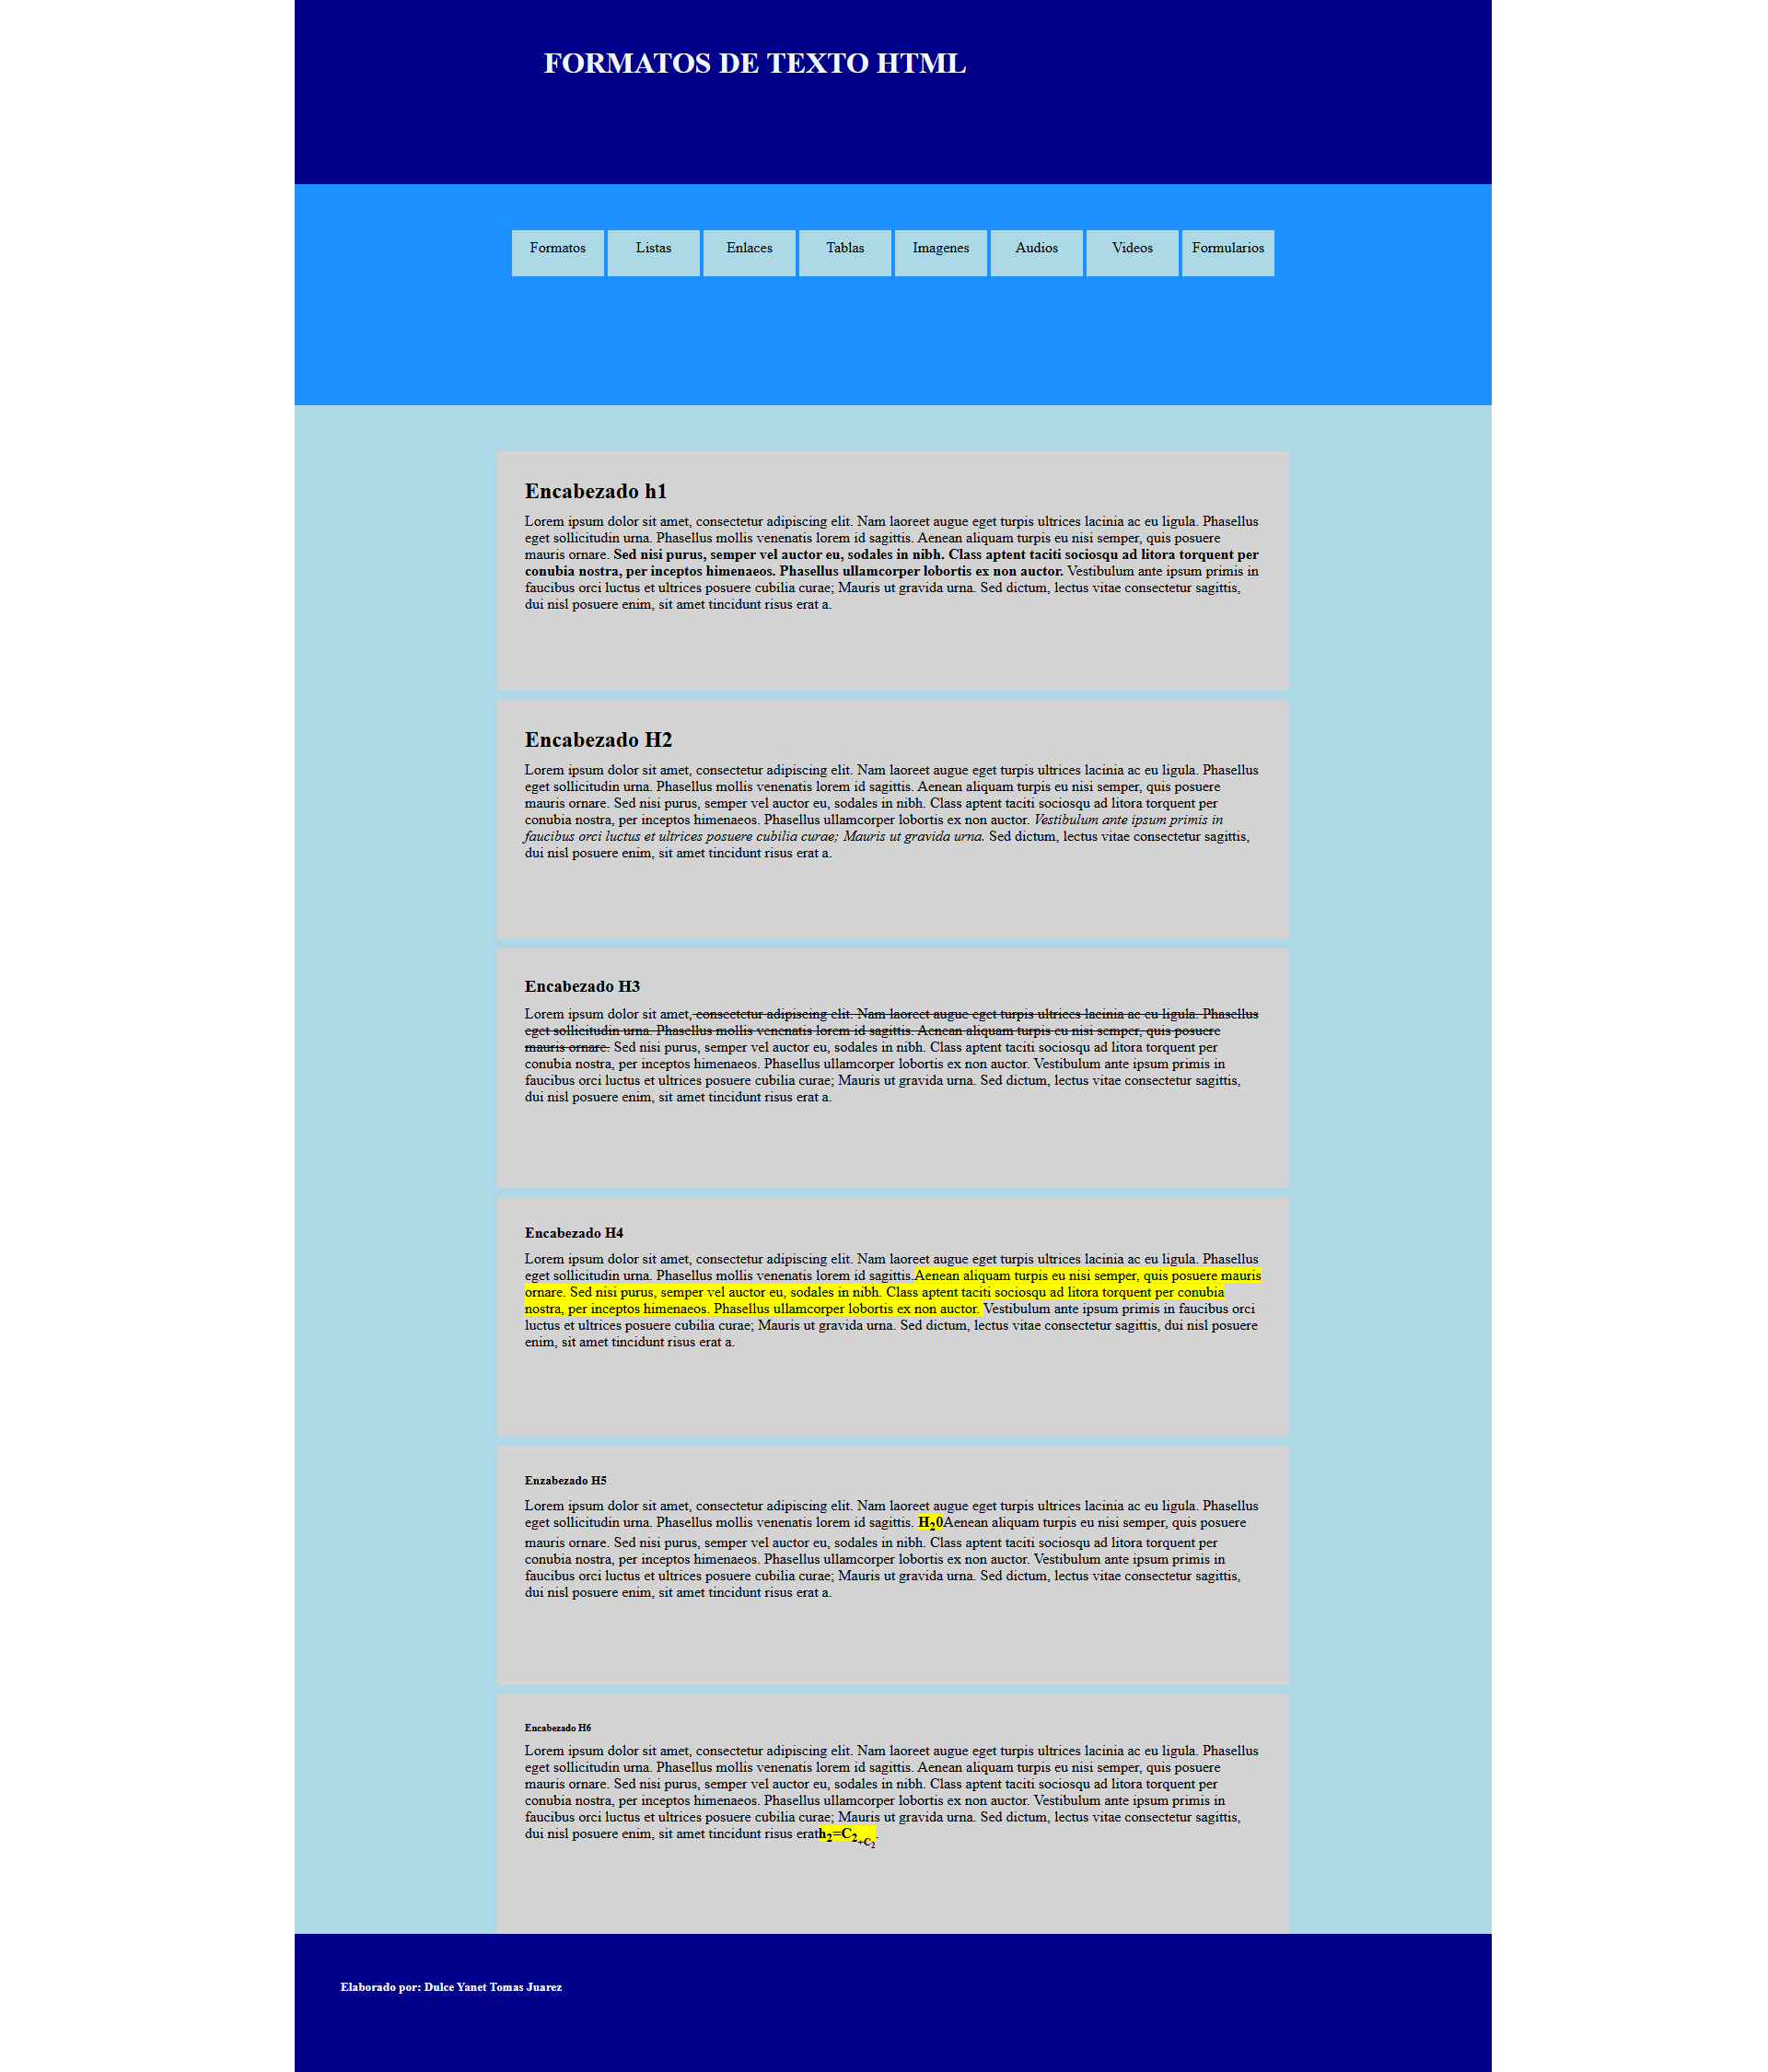 FORMATOS DE TEXTO HTML
Formatos Listas Enlaces Tablas Imagenes Audios Videos Formularios
Encabezado h1
Lorem ipsum dolor sit amet, consectetur adipiscing elit. Nam laoreet augue eget turpis ultrices lacinia ac eu ligula. Phasellus
eget sollicitudin urna. Phasellus mollis venenatis lorem id sagittis. Aenean aliquam turpis eu nisi semper, quis posuere
mauris ornare. Sed nisi purus, semper vel auctor eu, sodales in nibh. Class aptent taciti sociosqu ad litora torquent per
conubia nostra, per inceptos himenaeos. Phasellus ullamcorper lobortis ex non auctor. Vestibulum ante ipsum primis in
faucibus orci luctus et ultrices posuere cubilia curae; Mauris ut gravida urna. Sed dictum, lectus vitae consectetur sagittis,
dui nisl posuere enim, sit amet tincidunt risus erat a.
Encabezado H2
Lorem ipsum dolor sit amet, consectetur adipiscing elit. Nam laoreet augue eget turpis ultrices lacinia ac eu ligula. Phasellus
eget sollicitudin urna. Phasellus mollis venenatis lorem id sagittis. Aenean aliquam turpis eu nisi semper, quis posuere
mauris ornare. Sed nisi purus, semper vel auctor eu, sodales in nibh. Class aptent taciti sociosqu ad litora torquent per
conubia nostra, per inceptos himenaeos. Phasellus ullamcorper lobortis ex non auctor. Vestibulum ante ipsum primis in
faucibus orci luctus et ultrices posuere cubilia curae; Mauris ut gravida urna. Sed dictum, lectus vitae consectetur sagittis,
dui nisl posuere enim, sit amet tincidunt risus erat a.
Encabezado H3
Lorem ipsum dolor sit amet, consectetur adipiscing elit. Nam laoreet augue eget turpis ultrices lacinia ac eu ligula. Phasellus
eget sollicitudin urna. Phasellus mollis venenatis lorem id sagittis. Aenean aliquam turpis eu nisi semper, quis posuere
mauris ornare. Sed nisi purus, semper vel auctor eu, sodales in nibh. Class aptent taciti sociosqu ad litora torquent per
conubia nostra, per inceptos himenaeos. Phasellus ullamcorper lobortis ex non auctor. Vestibulum ante ipsum primis in
faucibus orci luctus et ultrices posuere cubilia curae; Mauris ut gravida urna. Sed dictum, lectus vitae consectetur sagittis,
dui nisl posuere enim, sit amet tincidunt risus erat a.
Encabezado H4
Lorem ipsum dolor sit amet, consectetur adipiscing elit. Nam laoreet augue eget turpis ultrices lacinia ac eu ligula. Phasellus
eget sollicitudin urna. Phasellus mollis venenatis lorem id sagittis.Aenean aliquam turpis eu nisi semper, quis posuere mauris
ornare. Sed nisi purus, semper vel auctor eu, sodales in nibh. Class aptent taciti sociosqu ad litora torquent per conubia
nostra, per inceptos himenaeos. Phasellus ullamcorper lobortis ex non auctor. Vestibulum ante ipsum primis in faucibus orci
luctus et ultrices posuere cubilia curae; Mauris ut gravida urna. Sed dictum, lectus vitae consectetur sagittis, dui nisl posuere
enim, sit amet tincidunt risus erat a.
Enzabezado H5
Lorem ipsum dolor sit amet, consectetur adipiscing elit. Nam laoreet augue eget turpis ultrices lacinia ac eu ligula. Phasellus
eget sollicitudin urna. Phasellus mollis venenatis lorem id sagittis. H₂0Aenean aliquam turpis eu nisi semper, quis posuere
mauris ornare. Sed nisi purus, semper vel auctor eu, sodales in nibh. Class aptent taciti sociosqu ad litora torquent per
conubia nostra, per inceptos himenaeos. Phasellus ullamcorper lobortis ex non auctor. Vestibulum ante ipsum primis in
faucibus orci luctus et ultrices posuere cubilia curae; Mauris ut gravida urna. Sed dictum, lectus vitae consectetur sagittis,
dui nisl posuere enim, sit amet tincidunt risus erat a.
Encabezado H6
Lorem ipsum dolor sit amet, consectetur adipiscing elit. Nam laoreet augue eget turpis ultrices lacinia ac eu ligula. Phasellus
eget sollicitudin urna. Phasellus mollis venenatis lorem id sagittis. Aenean aliquam turpis eu nisi semper, quis posuere
mauris ornare. Sed nisi purus, semper vel auctor eu, sodales in nibh. Class aptent taciti sociosqu ad litora torquent per
conubia nostra, per inceptos himenaeos. Phasellus ullamcorper lobortis ex non auctor. Vestibulum ante ipsum primis in
faucibus orci luctus et ultrices posuere cubilia curae; Mauris ut gravida urna. Sed dictum, lectus vitae consectetur sagittis,
dui nisl posuere enim, sit amet tincidunt risus erath₂=C₂+C₂.
Elaborado por: Dulce Yanet Tomas Juarez